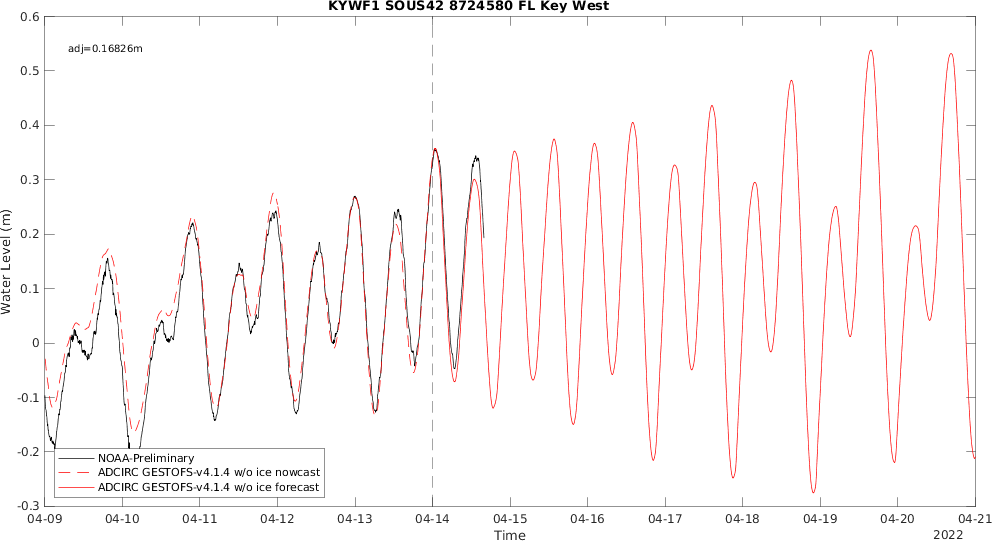 KYWF1 SOUS42 8724580 FL Key West
adj=0.16826m
Water Level (m)
0.6
0.5
0.4
0.3
0.2
0.1
0
-0.1
-0.2
-0.3
NOAA-Preliminary
ADCIRC GESTOFS-v4.1.4 w/o ice nowcast
ADCIRC GESTOFS-v4.1.4 w/o ice forecast
04-09 04-10 04-11 04-12 04-13 04-14 04-15 04-16 04-17 04-18 04-19 04-20 04-21
Time
2022